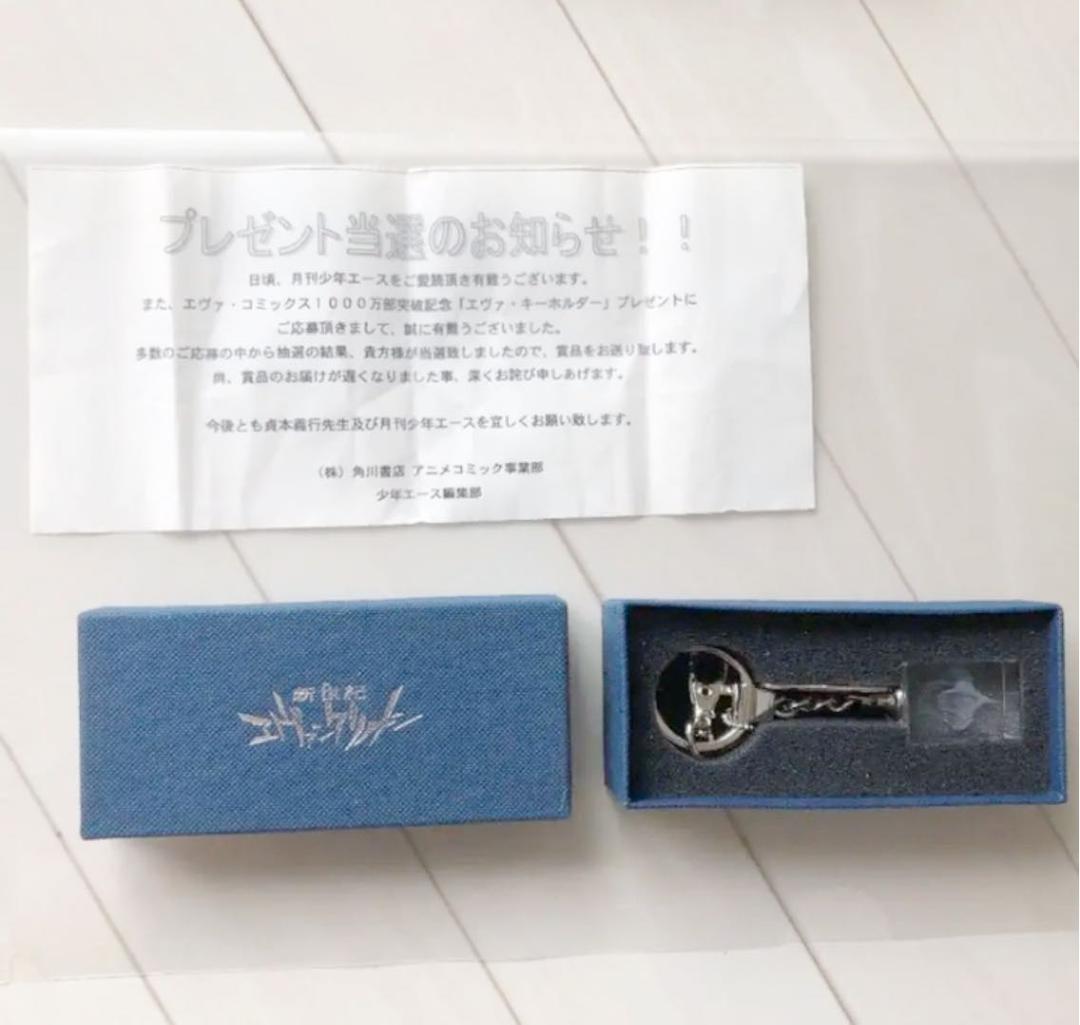 プレゼント当選のお知らせ！！
日頃、月刊少年エースをご愛読頂き有難うございます。
また、エヴァ・コミックス１０００万部突破記念「エヴァ・キーホルダー」プレゼントに
ご応募頂きまして、誠に有難うございました。
多数のご応募の中から抽選の結果、貴方様が当選致しましたので、賞品をお送り致します。
尚、賞品のお届けが遅くなりました事、深くお詫び申しあげます。
今後とも貞本義行先生及び月刊少年エースを宜しくお願い致します。
（株）角川書店 アニメコミック事業部
少年エース編集部
新世紀
エヴァンゲリオン